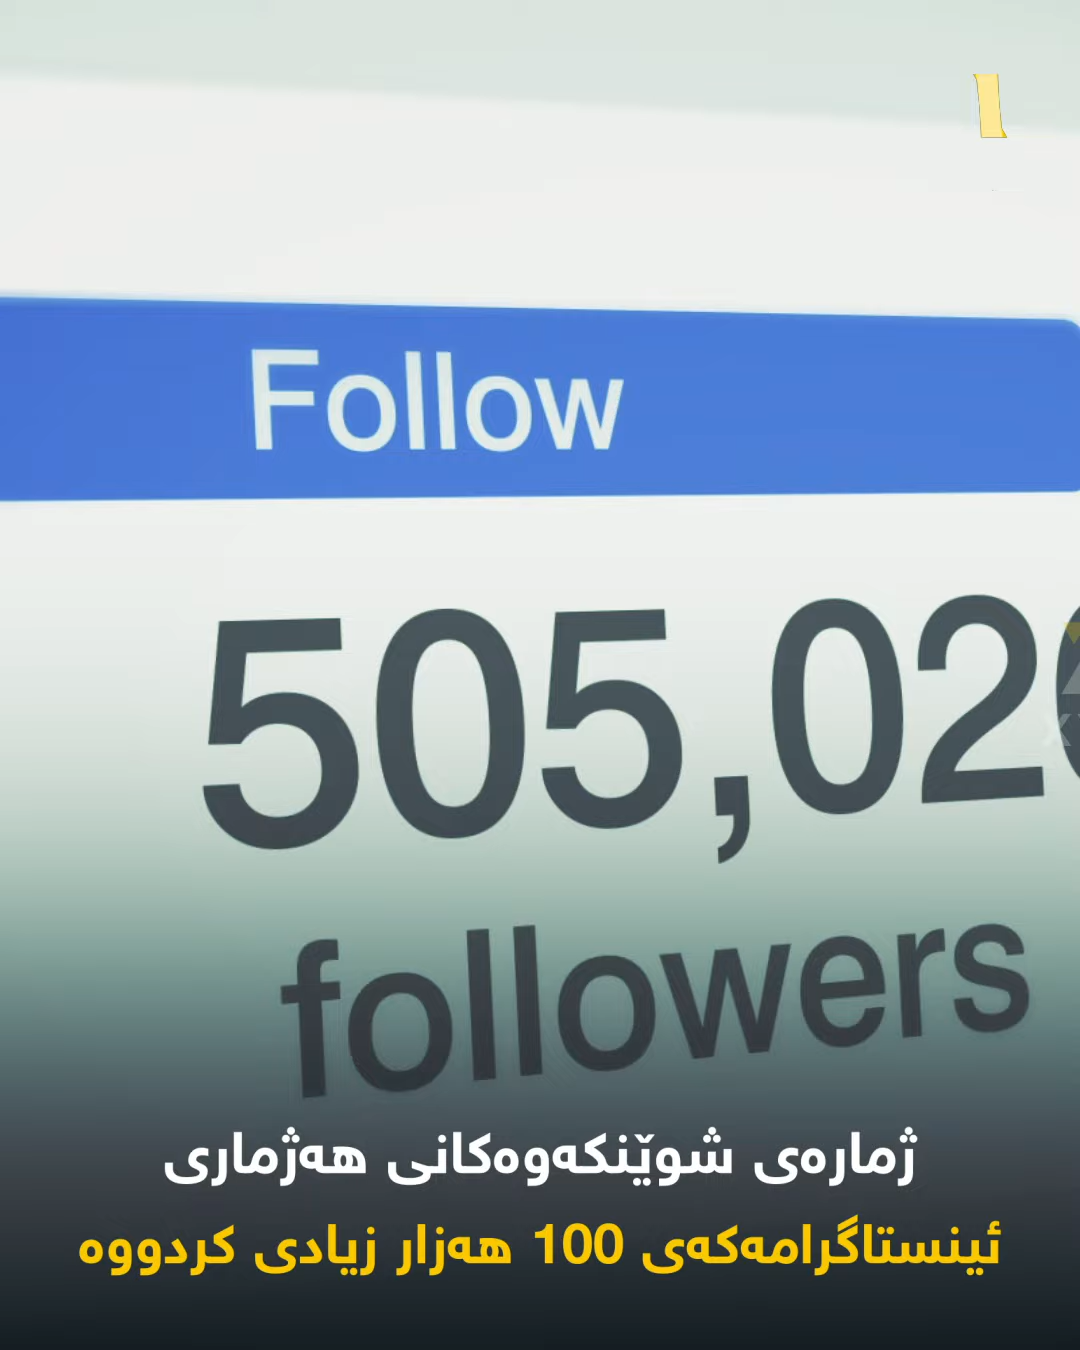 Follow
505,02
followers
ژمارەی شوێنکەوەکانی هەژماری
ئینستاگرامەکەی 100 هەزار زیادی کردووە